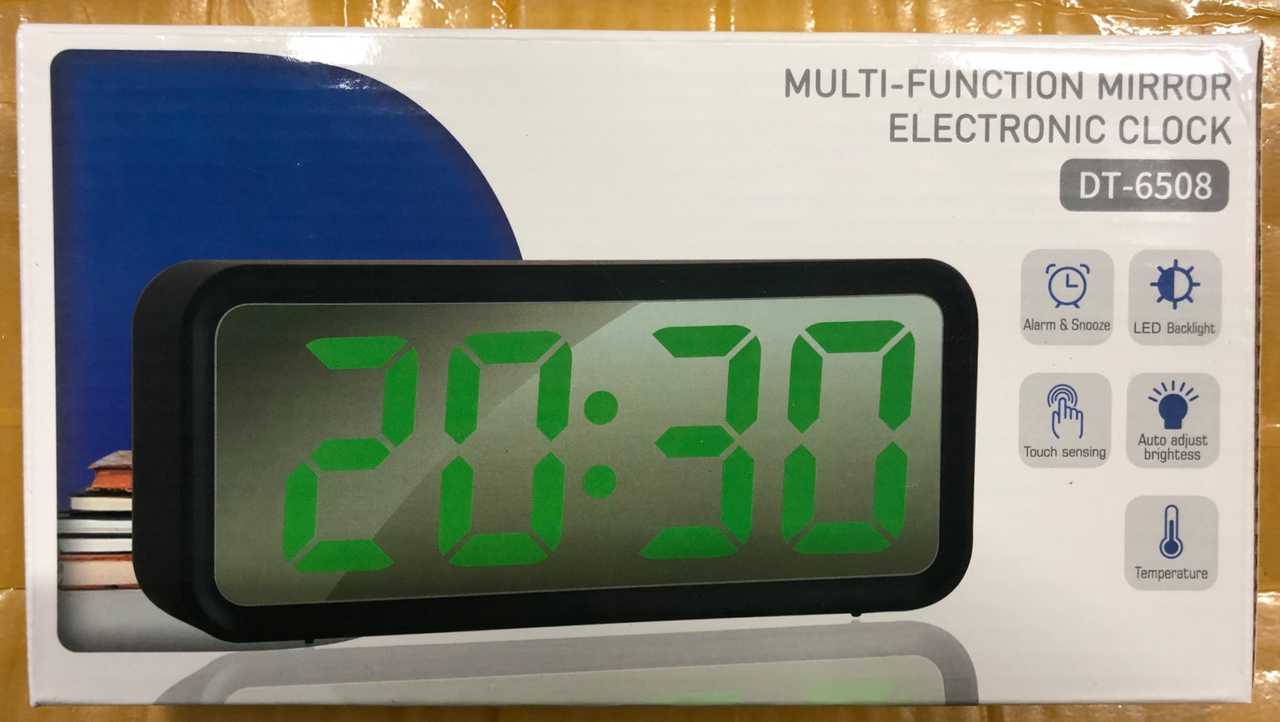 MULTI-FUNCTION MIRROR
ELECTRONIC CLOCK
DT-6508
20:30
Alarm & Snooze
LED Backlight
Touch sensing
Auto adjust
brightess
Temperature